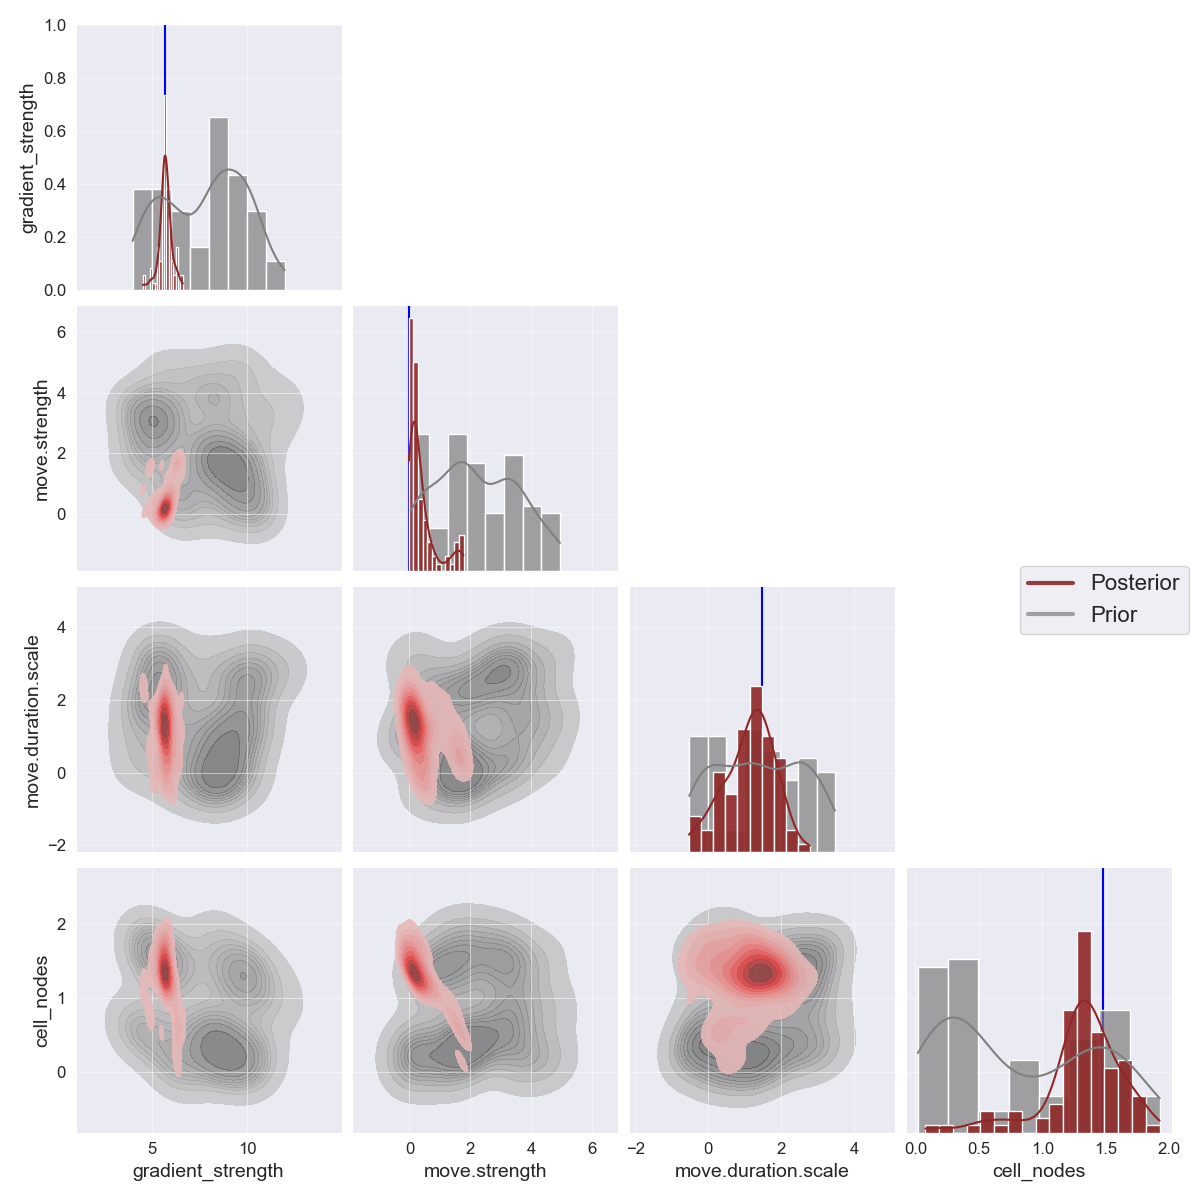 1.0
0.8
0.6
0.4
0.2
0.0
gradient_strength
6
4
2
0
move.strength
4
2
0
−2
move.duration.scale
Posterior
Prior
2
1
0
cell_nodes
5 10
0 2 4 6
−2 0 2 4
0.0 0.5 1.0 1.5 2.0
gradient_strength
move.strength
move.duration.scale
cell_nodes